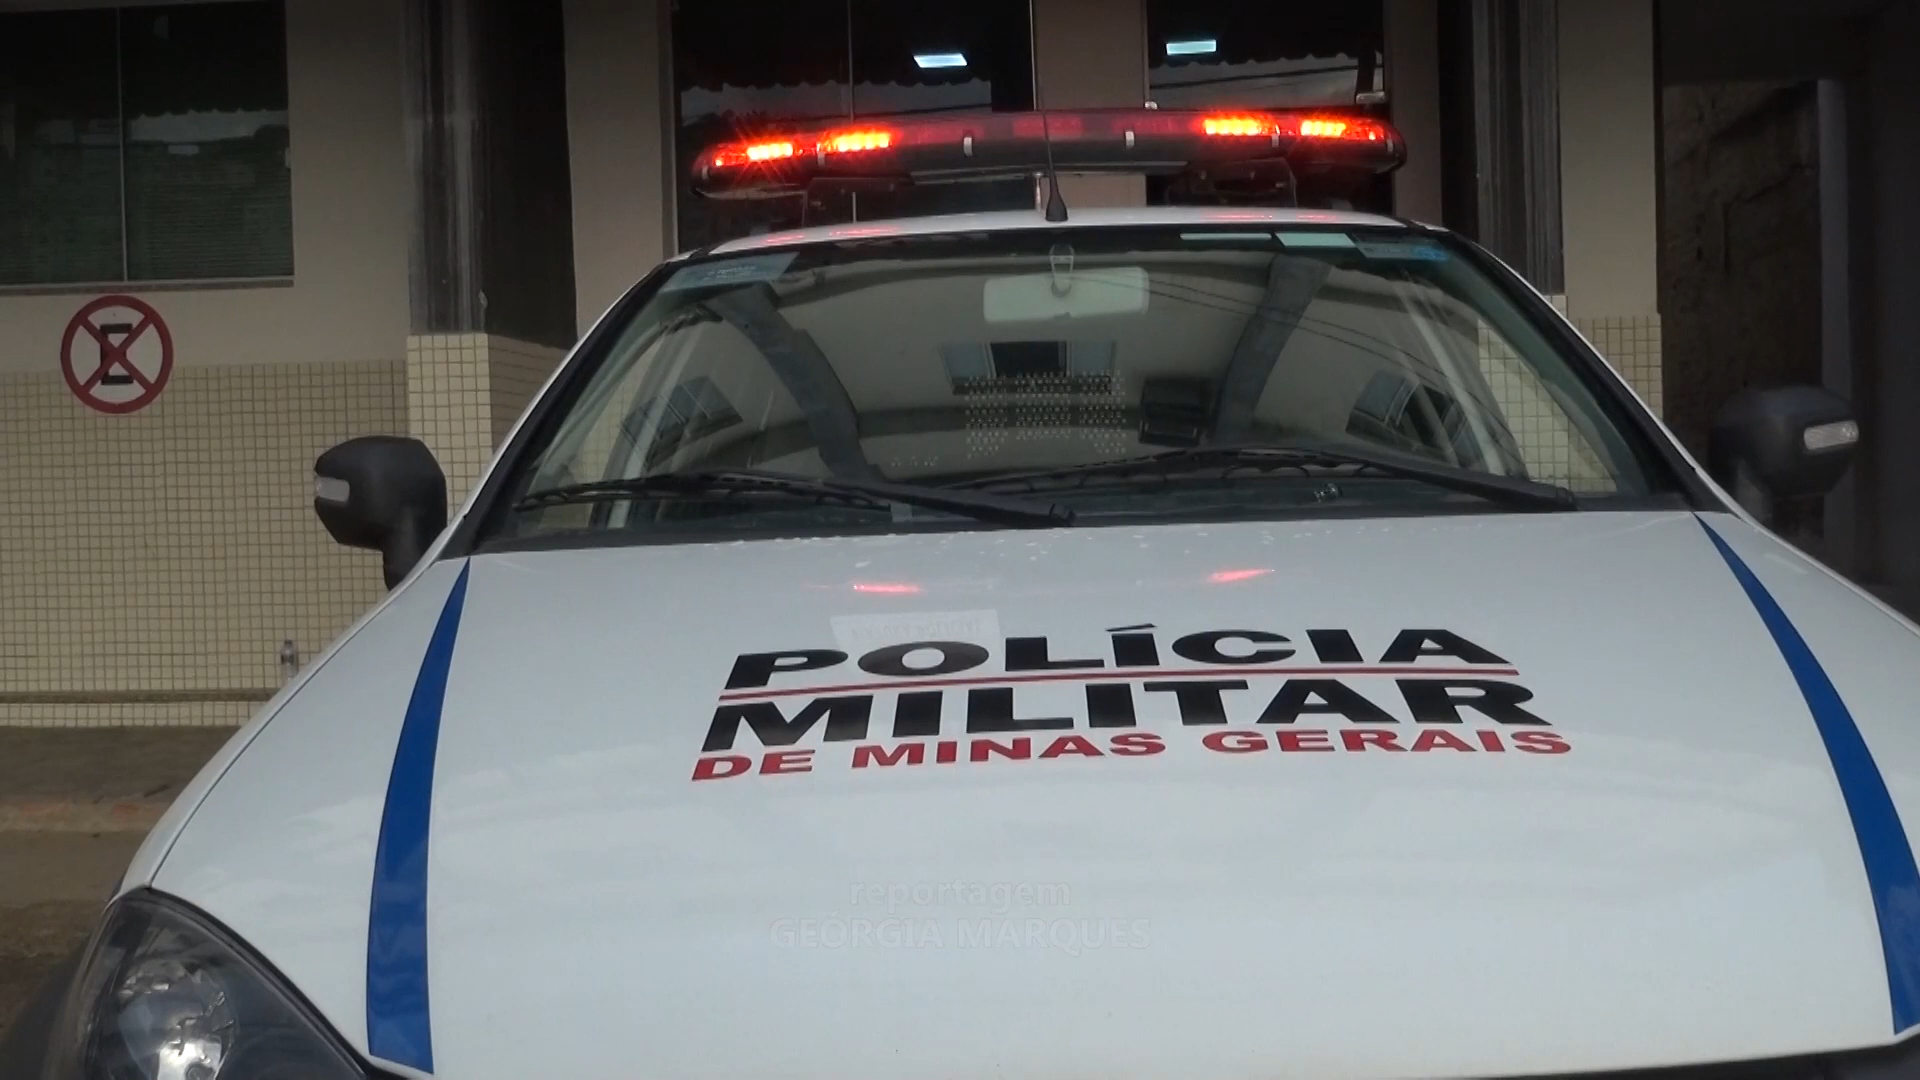 POLÍCIA
MILITAR
DE MINAS GERAIS
reportagem
GEÓRGIA MARQUES